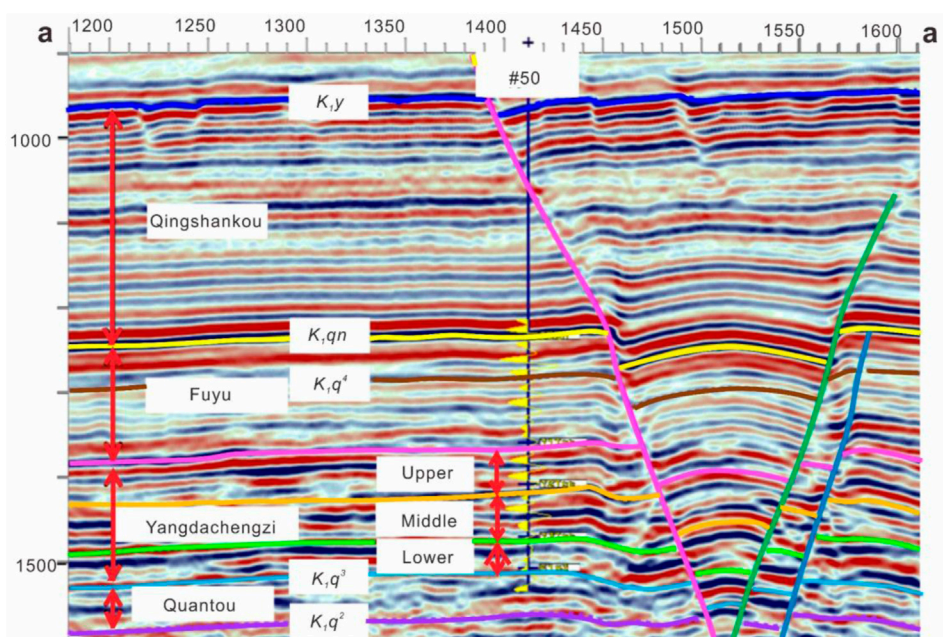 a 1200 1250 1300 1350 1400 1450 1500 1550 1600 a
#50
K₁y
1000
Qingshankou
K₁qn
K₁q⁴
Fuyu
Upper
Middle
Yangdachengzi
Lower
1500
K₁q³
Quantou
K₁q²